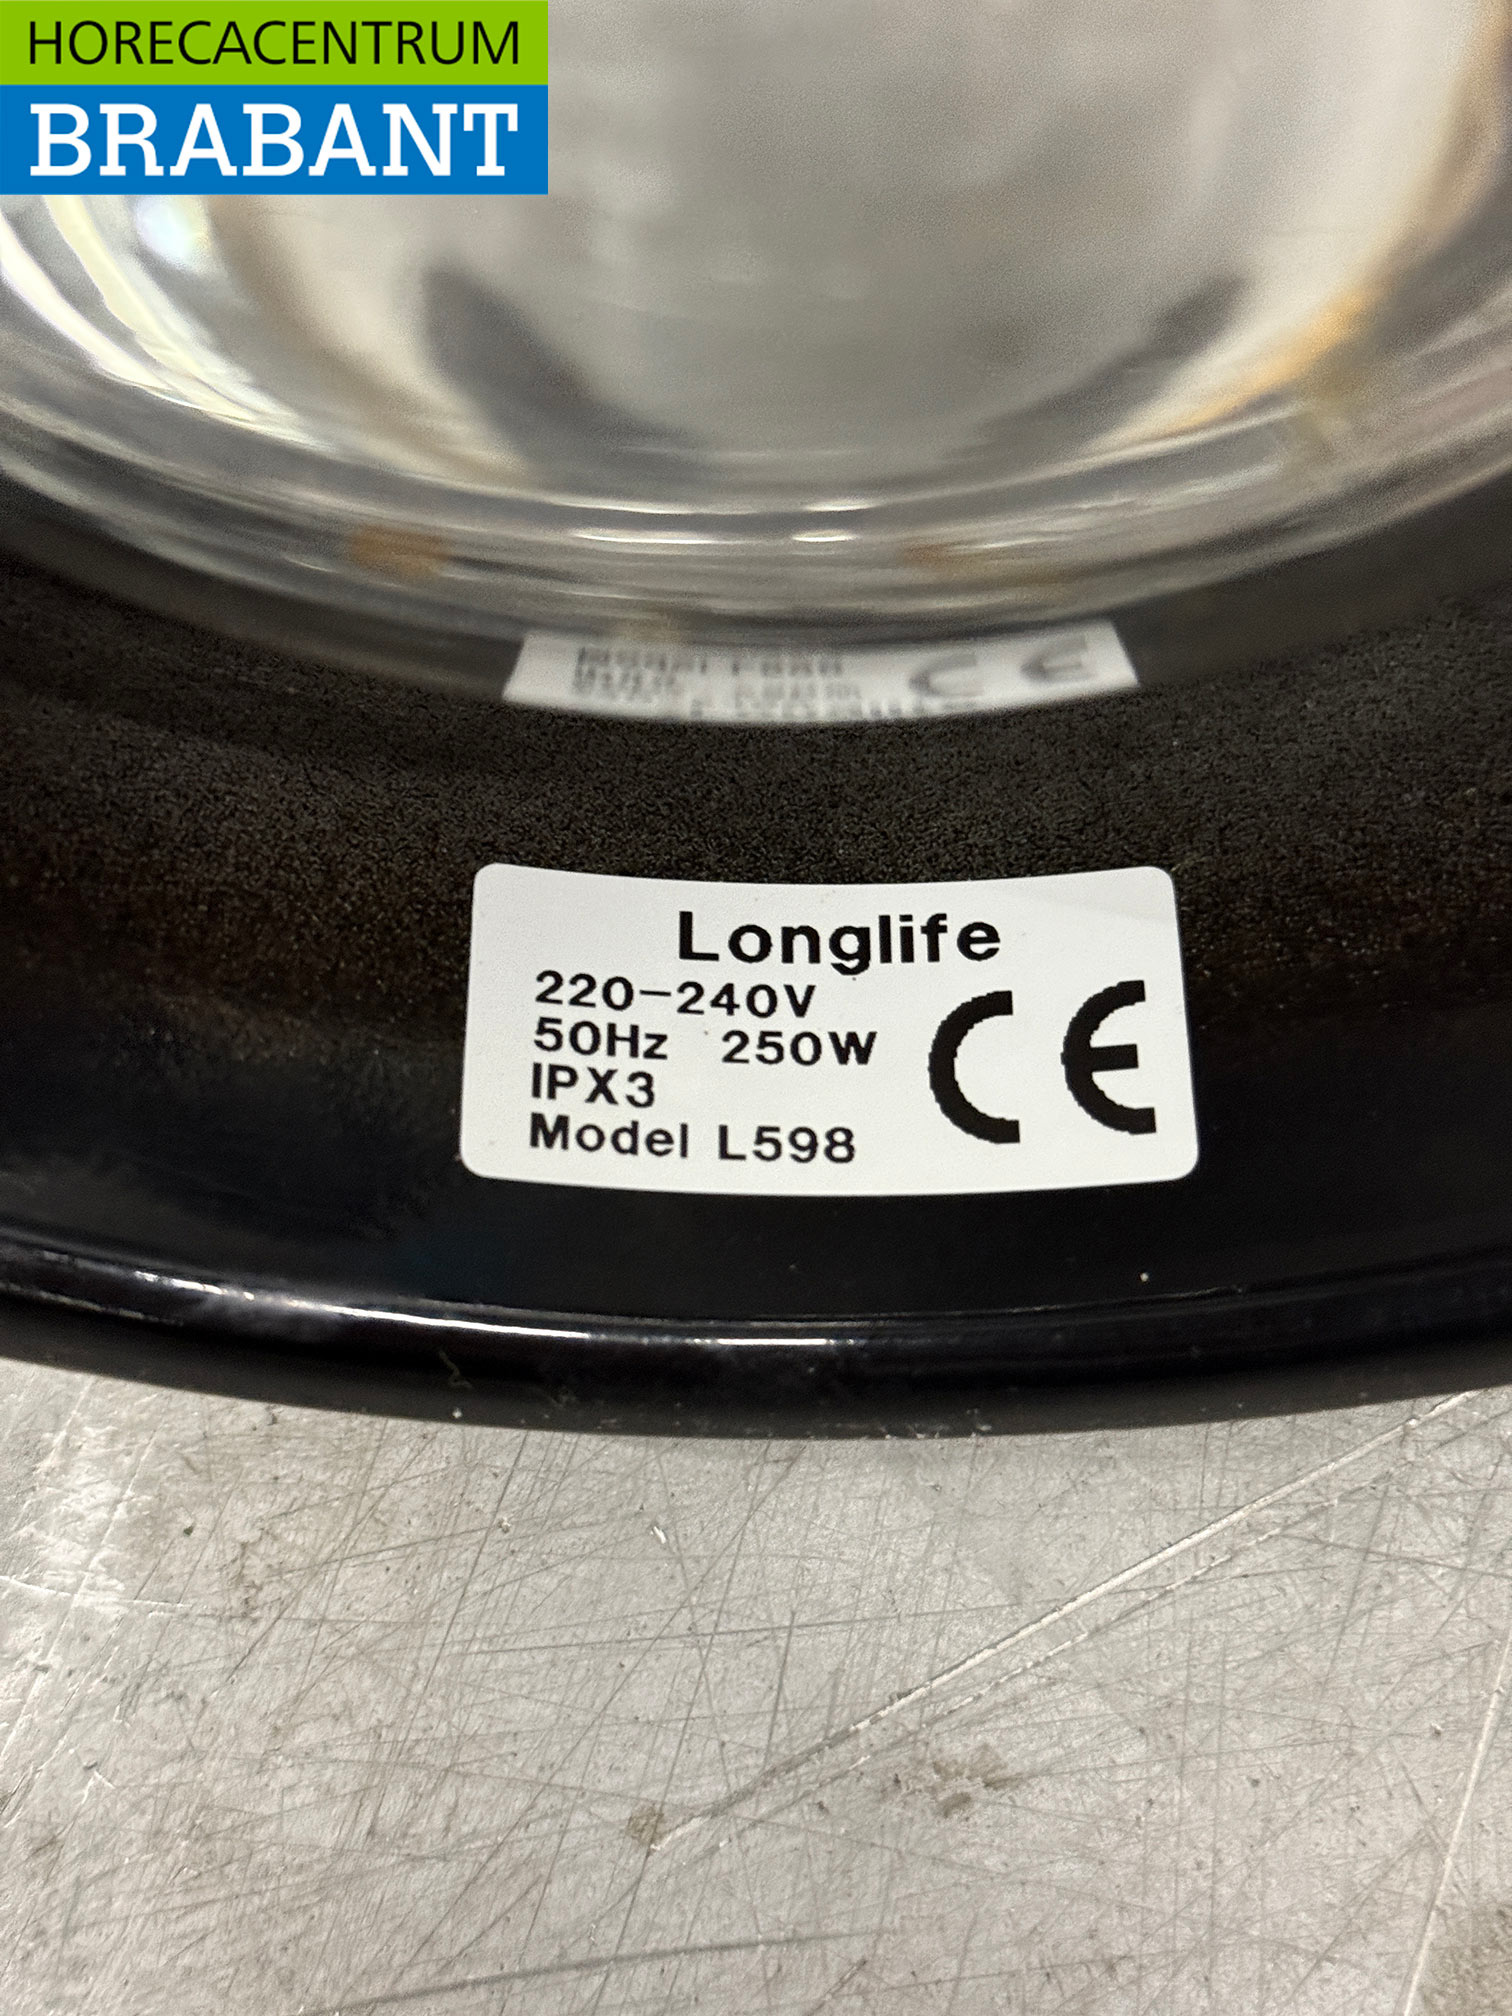 HORECACENTRUM
BRABANT
Longlife
220-240V
50Hz 250W
IPX3
Model L598
CE